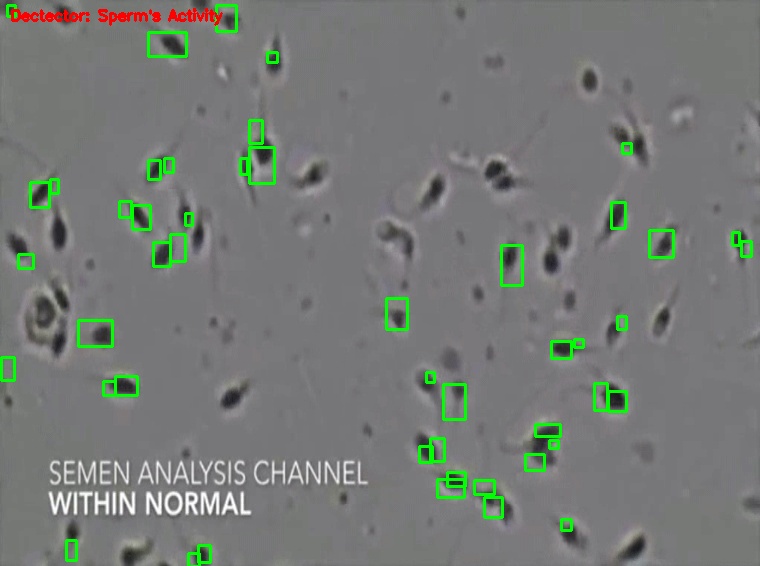 Dectector: Sperm's Activity
SEMEN ANALYSIS CHANNEL
WITHIN NORMAL